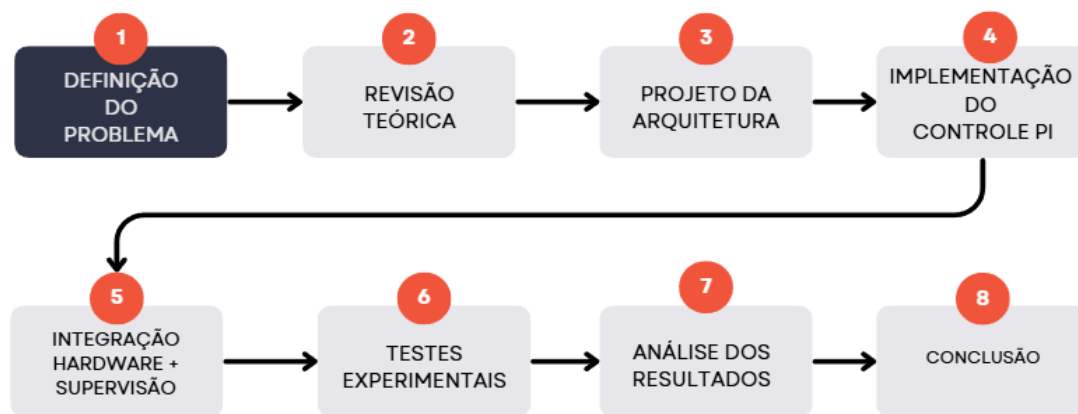 1
DEFINIÇÃO
DO
PROBLEMA
2
REVISÃO
TEÓRICA
3
PROJETO DA
ARQUITETURA
4
IMPLEMENTAÇÃO
DO
CONTROLE PI
5
INTEGRAÇÃO
HARDWARE +
SUPERVISÃO
6
TESTES
EXPERIMENTAIS
7
ANÁLISE DOS
RESULTADOS
8
CONCLUSÃO